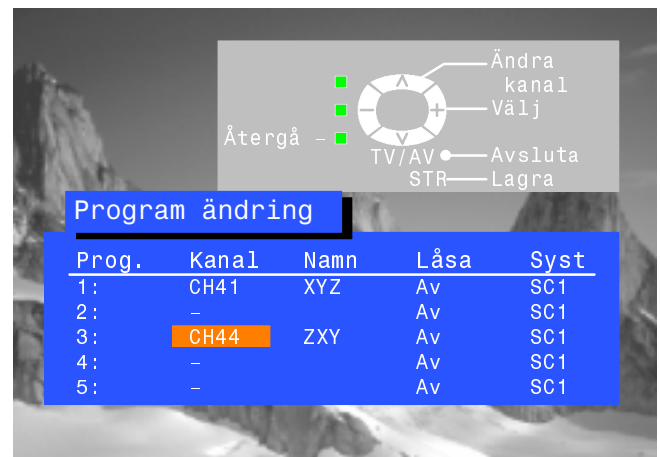 Ändra
kanal
Välj
Återgå –
TV/AV Avsluta
STR Lagra
Program ändring
Prog. Kanal Namn Låsa Syst
1: CH41 XYZ Av SC1
2: – Av SC1
3: CH44 ZXY Av SC1
4: – Av SC1
5: – Av SC1